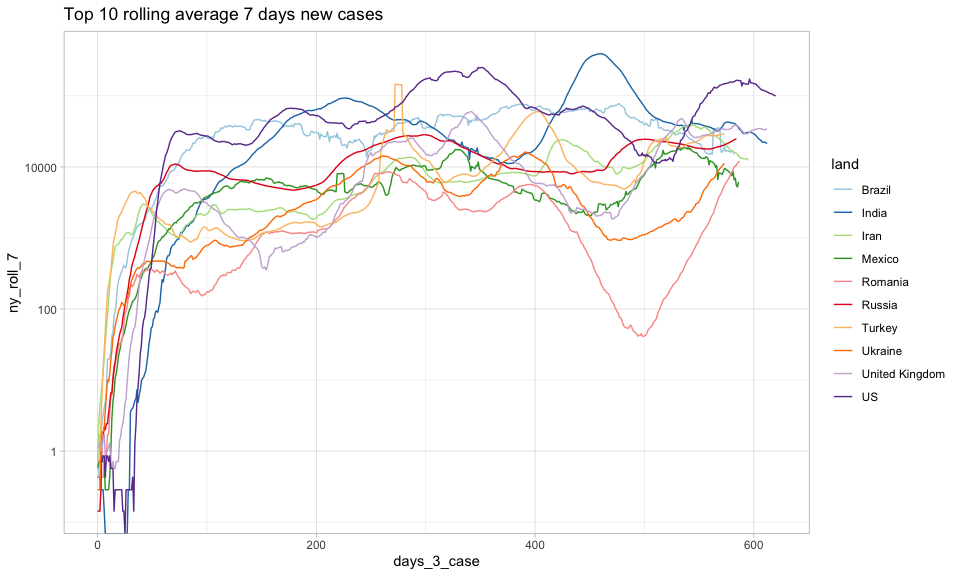 Top 10 rolling average 7 days new cases
ny_roll_7
10000
100
1
0
200
400
600
days_3_case
land
Brazil
India
Iran
Mexico
Romania
Russia
Turkey
Ukraine
United Kingdom
US